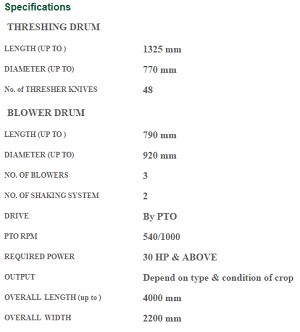 Specifications
THRESHING DRUM
LENGTH (UP TO ) 1325 mm
DIAMETER (UP TO) 770 mm
No. of THRESHER KNIVES 48
BLOWER DRUM
LENGTH (UP TO ) 790 mm
DIAMETER (UP TO) 920 mm
NO. OF BLOWERS 3
NO. OF SHAKING SYSTEM 2
DRIVE By PTO
PTO RPM 540/1000
REQUIRED POWER 30 HP & ABOVE
OUTPUT Depend on type & condition of crop
OVERALL LENGTH (up to ) 4000 mm
OVERALL WIDTH 2200 mm